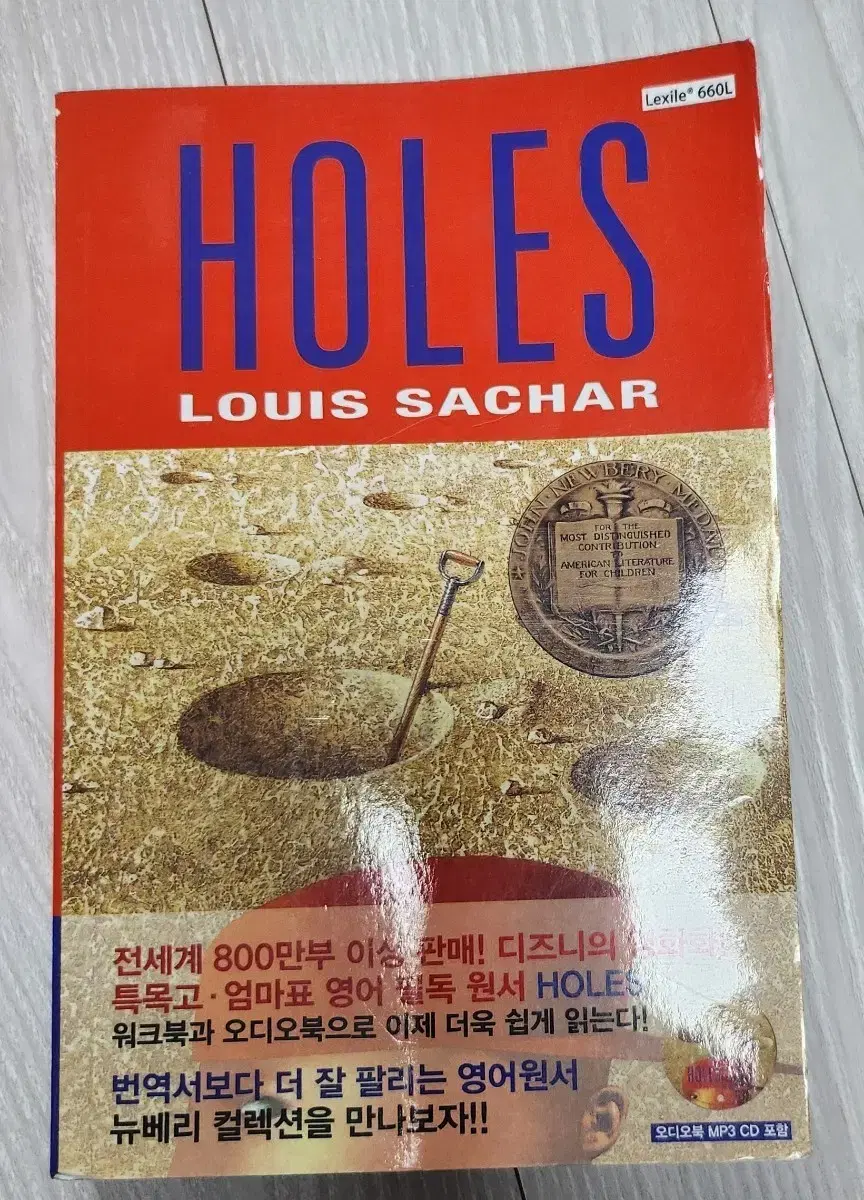 Lexile® 660L
HOLES
LOUIS SACHAR
JOHN NEWBERY MEDAL
FOR THE
MOST DISTINGUISHED
CONTRIBUTION
TO
AMERICAN LITERATURE
FOR CHILDREN
전세계 800만부 이상 판매! 디즈니의
특목고·엄마표 영어 필독 원서 HOLES
워크북과 오디오북으로 이제 더욱 쉽게 읽는다!
번역서보다 더 잘 팔리는 영어원서
뉴베리 컬렉션을 만나보자!!
HOLES
오디오북 MP3 CD 포함